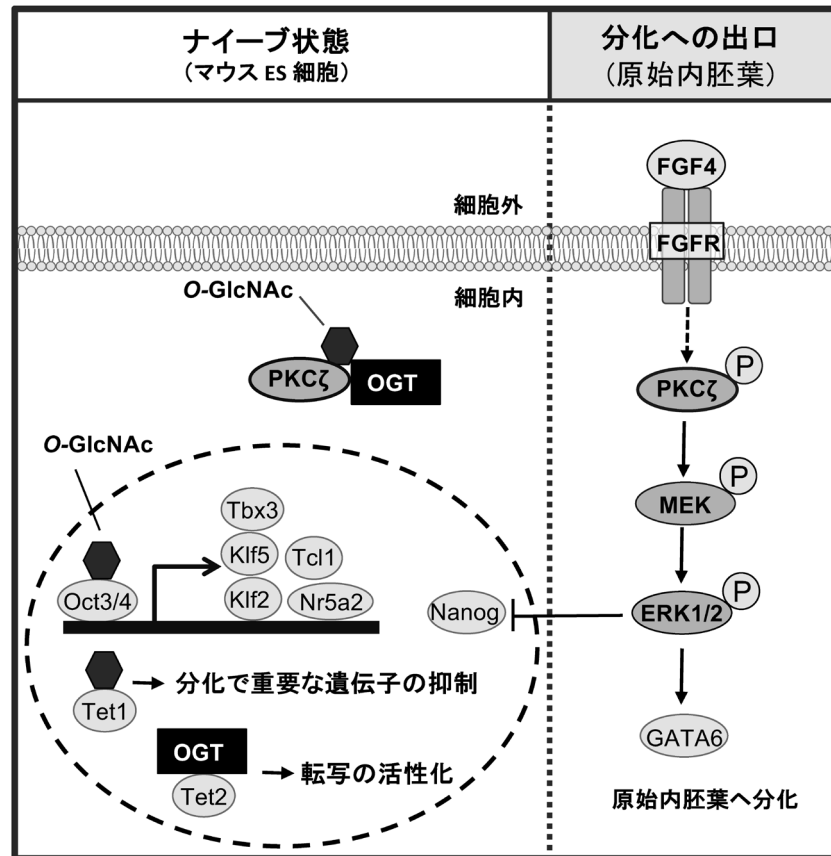 ナイーブ状態
(マウス ES 細胞)
分化への出口
(原始内胚葉)
FGF4
細胞外
FGFR
O-GlcNAc
細胞内
PKCζ
OGT
PKCζ
P
O-GlcNAc
MEK
P
Tbx3
Klf5
Tcl1
Oct3/4
Klf2
Nr5a2
Nanog
ERK1/2
P
Tet1
分化で重要な遺伝子の抑制
OGT
Tet2
転写の活性化
GATA6
原始内胚葉へ分化